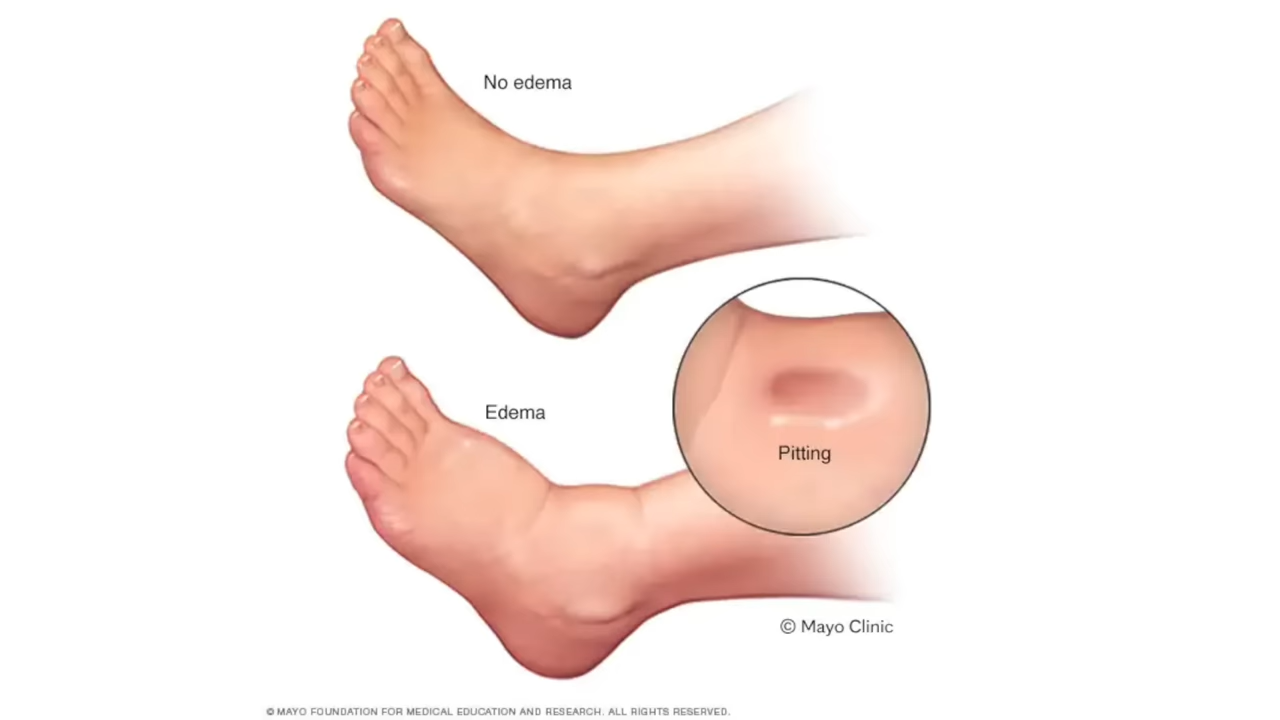 No edema
Edema
Pitting
© Mayo Clinic
© MAYO FOUNDATION FOR MEDICAL EDUCATION AND RESEARCH. ALL RIGHTS RESERVED.